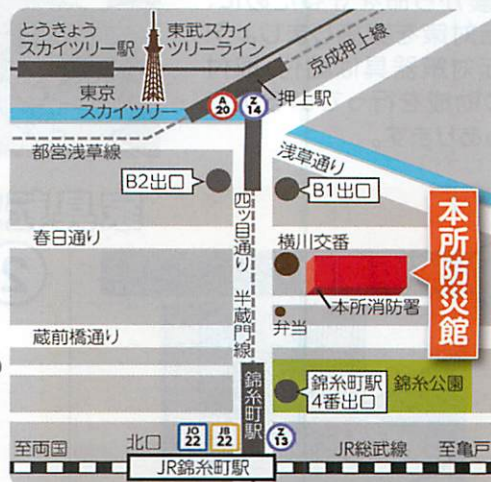 とうきょう
スカイツリー駅
東武スカイ
ツリーライン
京成押上線
東京
スカイツリー
A
20
Z
14
押上駅
都営浅草線
浅草通り
B2出口
B1出口
四ッ目通り 半蔵門線
春日通り
横川交番
本所防災館
本所消防署
弁当
蔵前橋通り
錦糸町駅
錦糸町駅
4番出口
錦糸公園
至両国
北口
JO
22
JB
22
Z
13
JR総武線
至亀戸
JR錦糸町駅